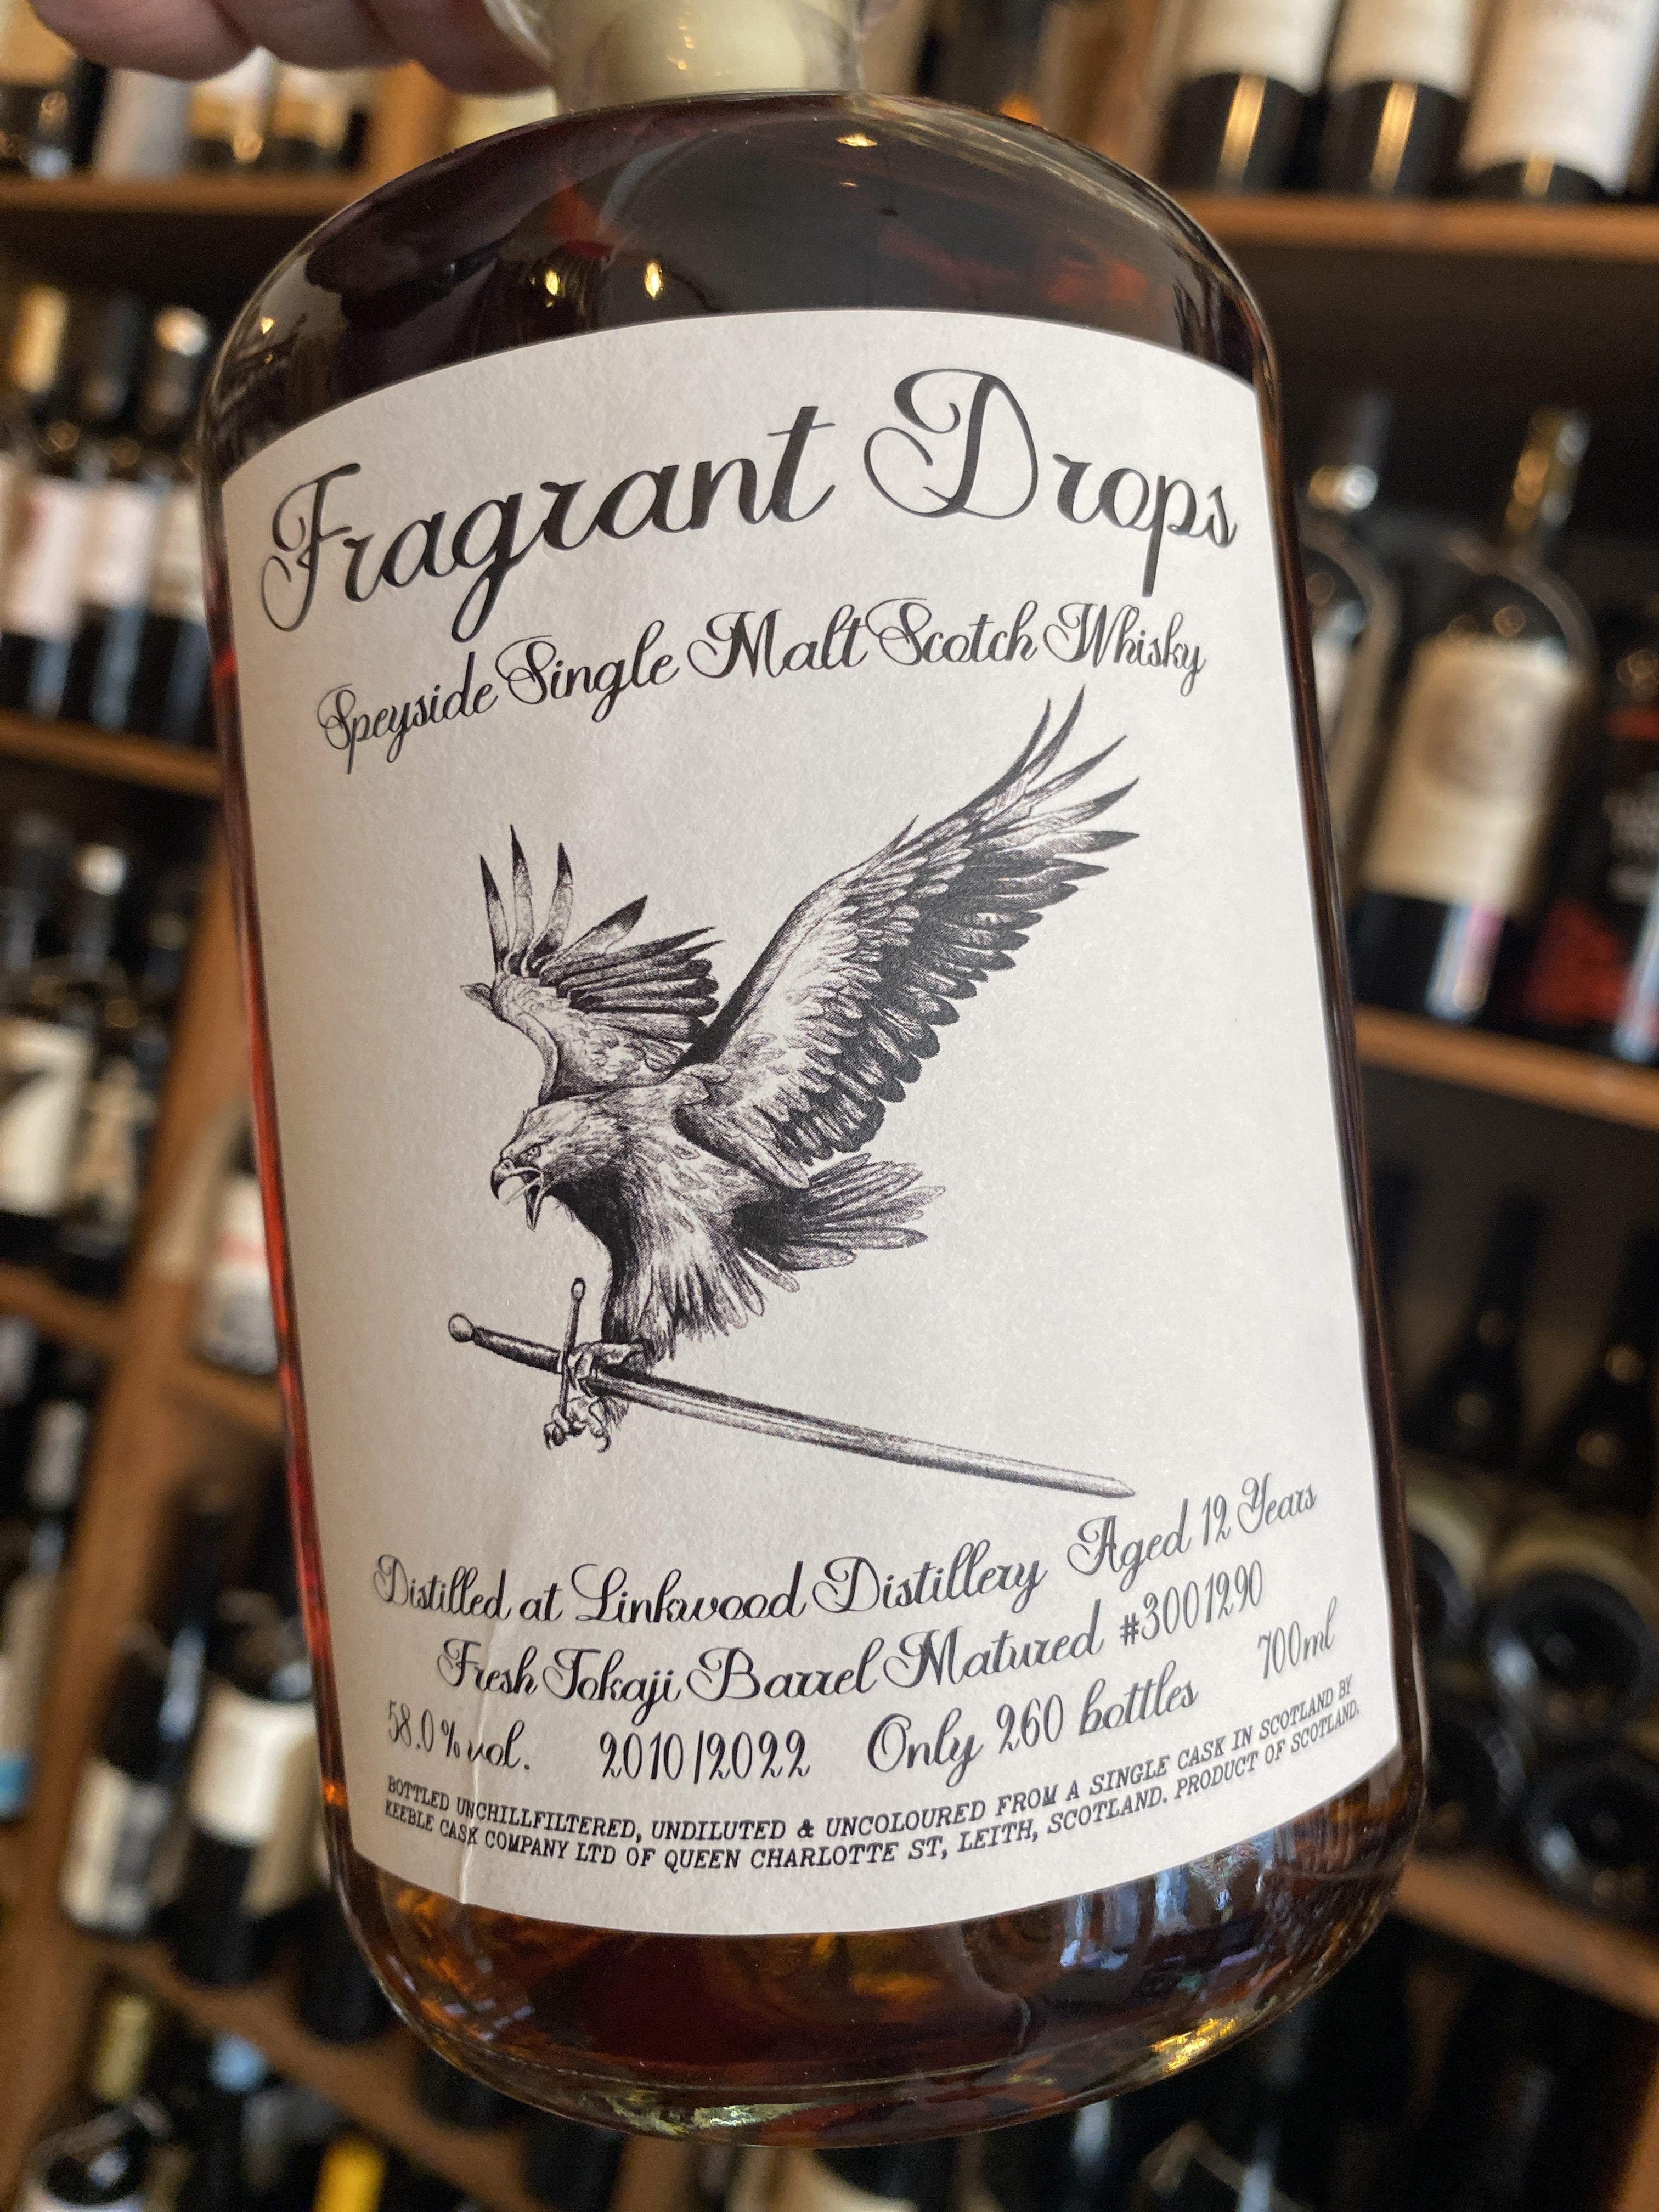 Fragrant Drops
Speyside Single Malt Scotch Whisky
Distilled at Linkwood Distillery Aged 12 Years
Fresh Tokaji Barrel Matured #3001290
58.0%vol. 2010/2022 Only 260 bottles 700ml
BOTTLED UNCHILLFILTERED, UNDILUTED & UNCOLOURED FROM A SINGLE CASK IN SCOTLAND BY
KEEBLE CASK COMPANY LTD OF QUEEN CHARLOTTE ST, LEITH, SCOTLAND. PRODUCT OF SCOTLAND.